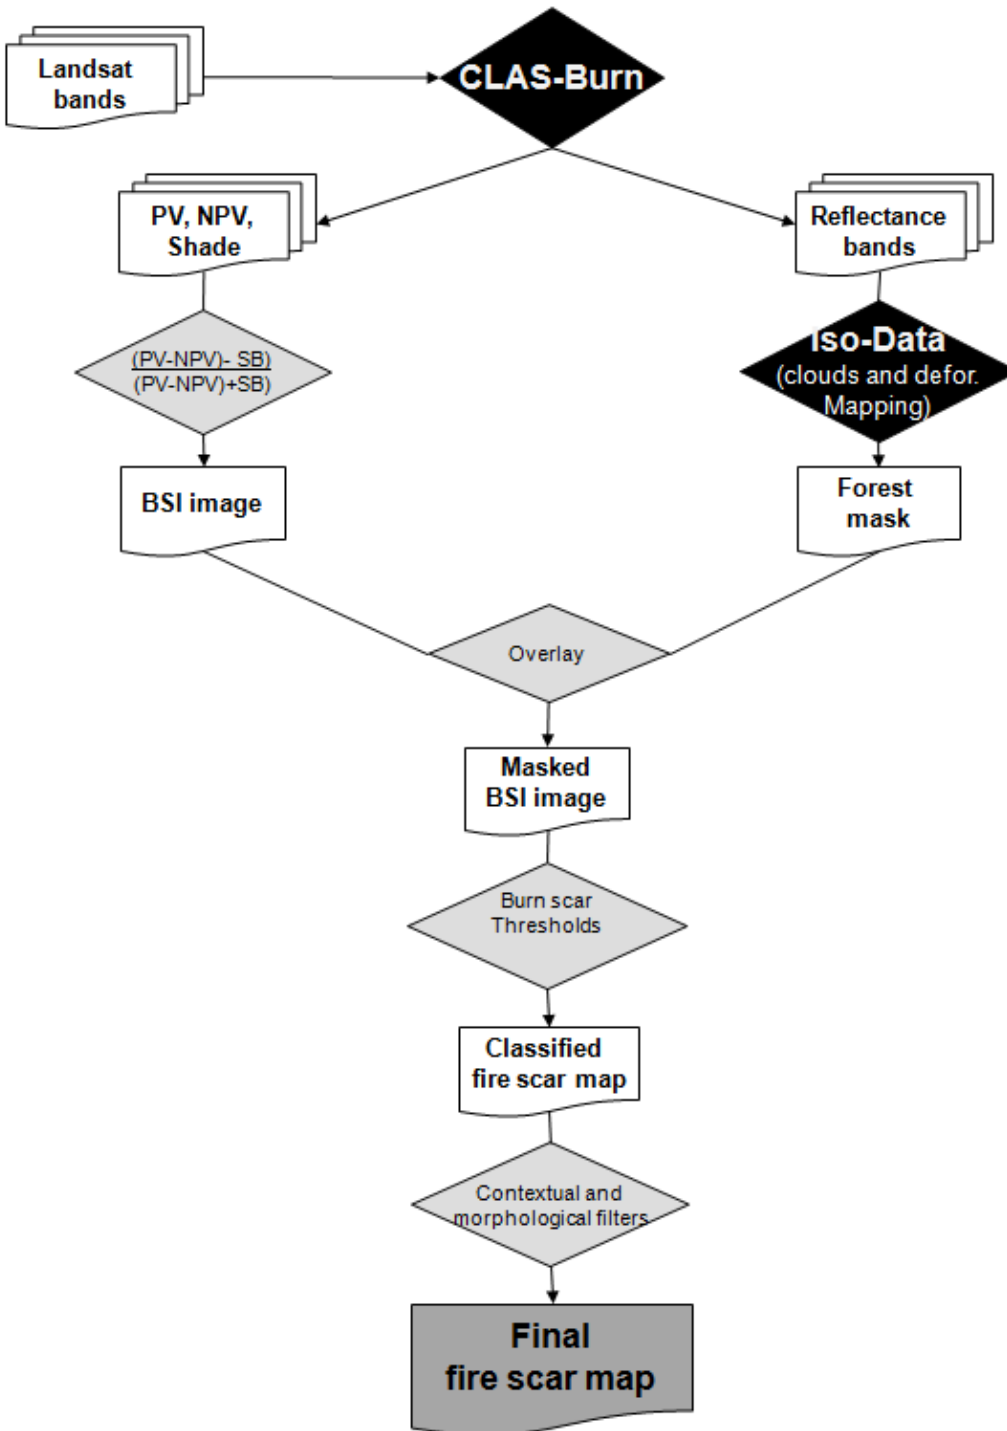 Landsat
bands
CLAS-Burn
PV, NPV,
Shade
Reflectance
bands
(PV-NPV)- SB)
(PV-NPV)+SB)
Iso-Data
(clouds and defor.
Mapping)
BSI image
Forest
mask
Overlay
Masked
BSI image
Burn scar
Thresholds
Classified
fire scar map
Contextual and
morphological filters
Final
fire scar map